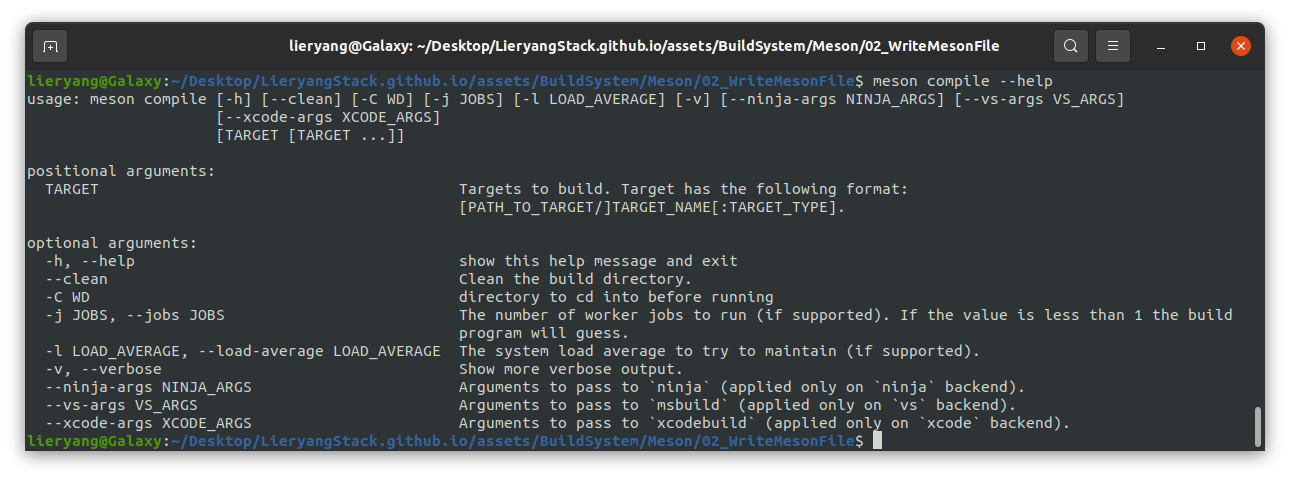 lieryang@Galaxy: ~/Desktop/LieryangStack.github.io/assets/BuildSystem/Meson/02_WriteMesonFile
lieryang@Galaxy:~/Desktop/LieryangStack.github.io/assets/BuildSystem/Meson/02_WriteMesonFile$ meson compile --help
usage: meson compile [-h] [--clean] [-C WD] [-j JOBS] [-l LOAD_AVERAGE] [-v] [--ninja-args NINJA_ARGS] [--vs-args VS_ARGS]
                     [--xcode-args XCODE_ARGS]
                     [TARGET [TARGET ...]]

positional arguments:
  TARGET                                        Targets to build. Target has the following format:
                                                [PATH_TO_TARGET/]TARGET_NAME[:TARGET_TYPE].

optional arguments:
  -h, --help                                    show this help message and exit
  --clean                                       Clean the build directory.
  -C WD                                         directory to cd into before running
  -j JOBS, --jobs JOBS                          The number of worker jobs to run (if supported). If the value is less than 1 the build
                                                program will guess.
  -l LOAD_AVERAGE, --load-average LOAD_AVERAGE  The system load average to try to maintain (if supported).
  -v, --verbose                                 Show more verbose output.
  --ninja-args NINJA_ARGS                       Arguments to pass to `ninja` (applied only on `ninja` backend).
  --vs-args VS_ARGS                             Arguments to pass to `msbuild` (applied only on `vs` backend).
  --xcode-args XCODE_ARGS                       Arguments to pass to `xcodebuild` (applied only on `xcode` backend).
lieryang@Galaxy:~/Desktop/LieryangStack.github.io/assets/BuildSystem/Meson/02_WriteMesonFile$